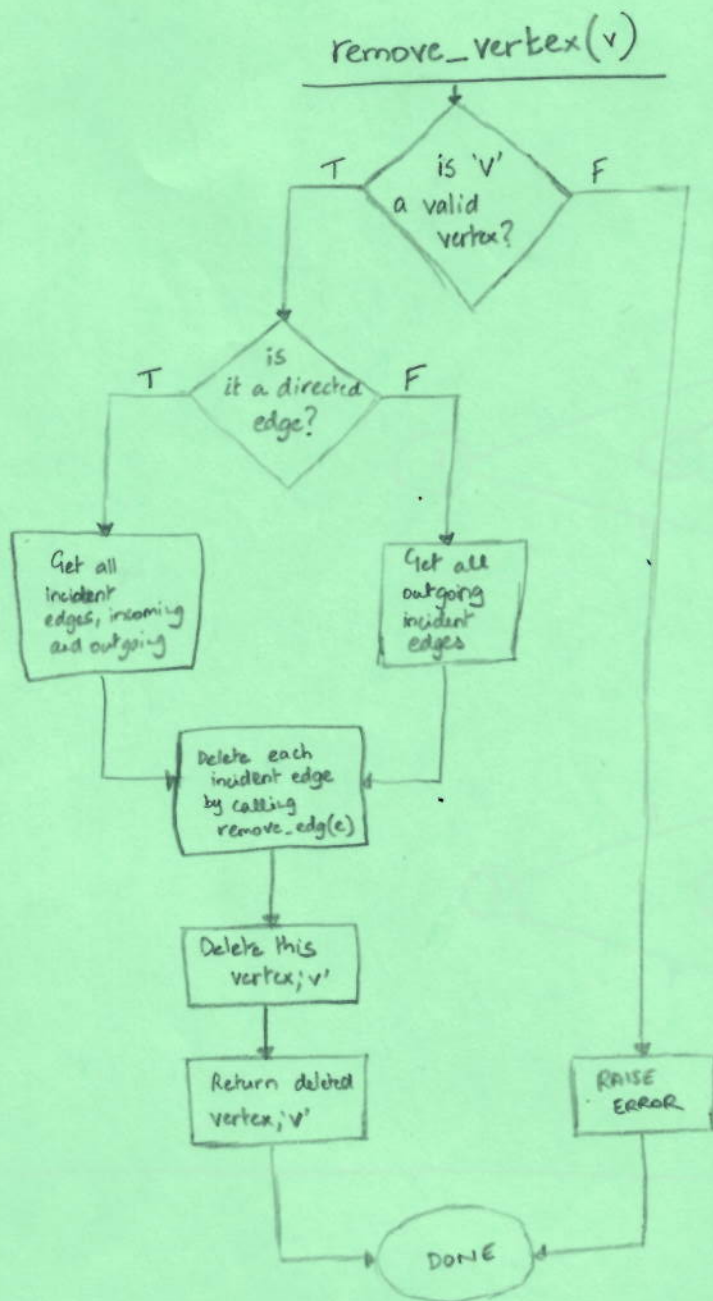 remove_vertex(v)
T
is 'v'
a valid
vertex?
F
T
is
it a directed
edge?
F
Get all
incident
edges, incoming
and outgoing
Get all
outgoing
incident
edges
Delete each
incident edge
by calling
remove_edg(e)
Delete this
vertex, 'v'
Return deleted
vertex, 'v'
RAISE
ERROR
DONE